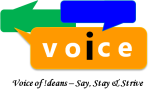 voice
Voice of !deans – Say, Stay & Strive